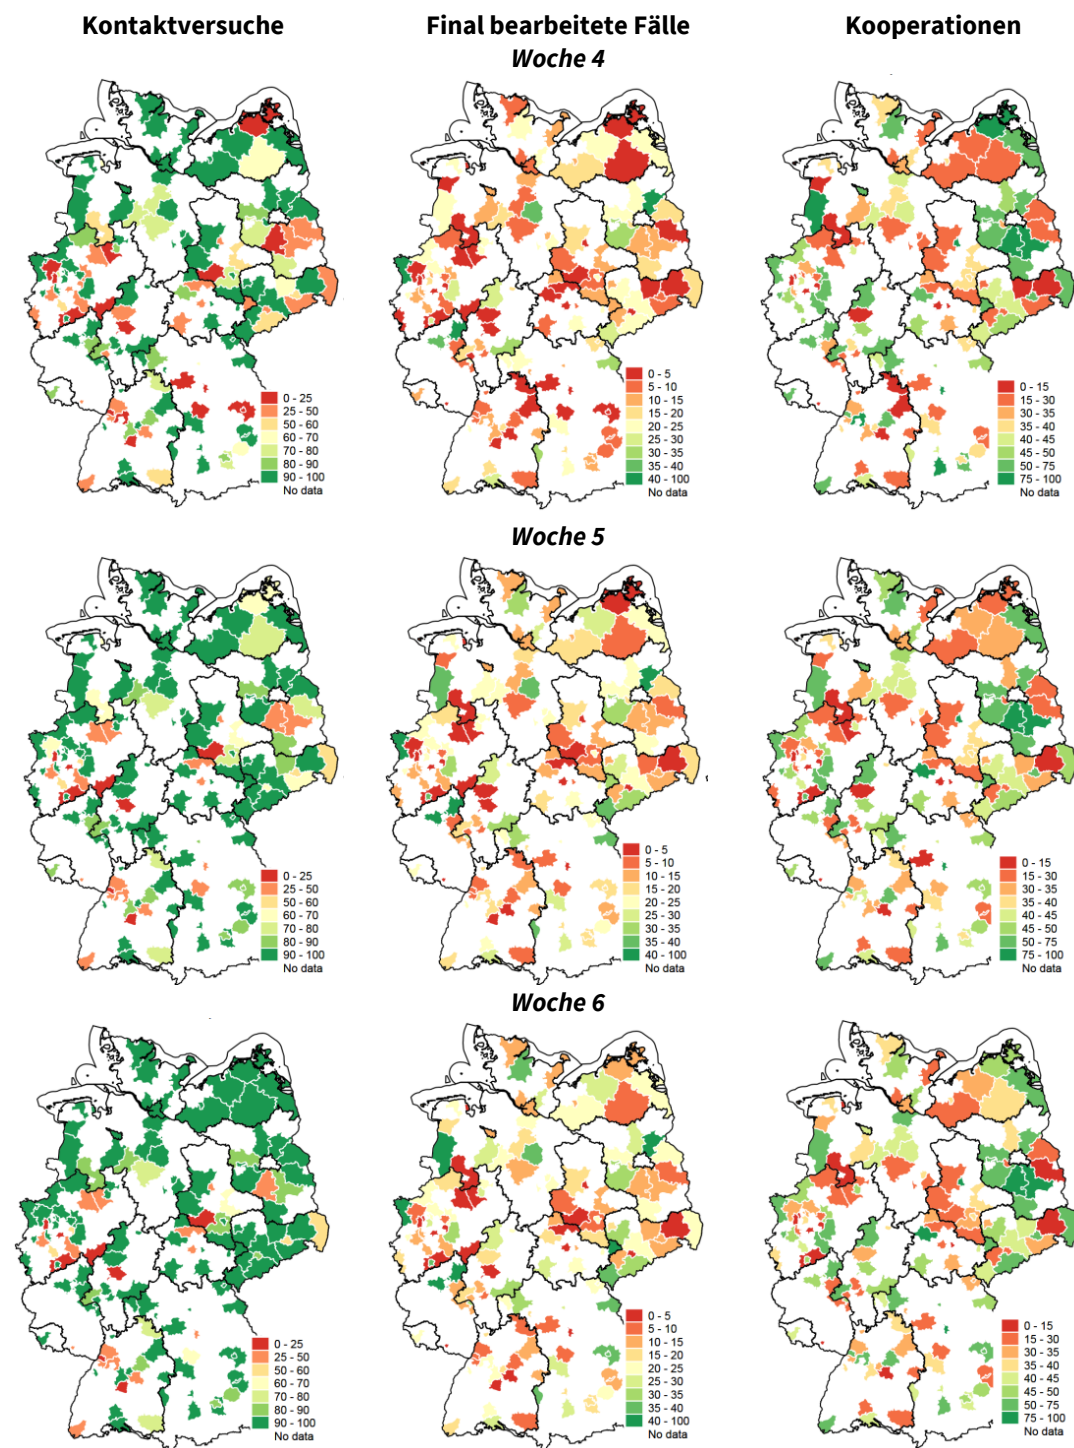 Kontaktversuche Final bearbeitete Fälle Kooperationen
Woche 4
0 - 25
25 - 50
50 - 60
60 - 70
70 - 80
80 - 90
90 - 100
No data
0 - 5
5 - 10
10 - 15
15 - 20
20 - 25
25 - 30
30 - 35
35 - 40
40 - 100
No data
0 - 15
15 - 30
30 - 35
35 - 40
40 - 45
45 - 50
50 - 75
75 - 100
No data
Woche 5
0 - 25
25 - 50
50 - 60
60 - 70
70 - 80
80 - 90
90 - 100
No data
0 - 5
5 - 10
10 - 15
15 - 20
20 - 25
25 - 30
30 - 35
35 - 40
40 - 100
No data
0 - 15
15 - 30
30 - 35
35 - 40
40 - 45
45 - 50
50 - 75
75 - 100
No data
Woche 6
0 - 25
25 - 50
50 - 60
60 - 70
70 - 80
80 - 90
90 - 100
No data
0 - 5
5 - 10
10 - 15
15 - 20
20 - 25
25 - 30
30 - 35
35 - 40
40 - 100
No data
0 - 15
15 - 30
30 - 35
35 - 40
40 - 45
45 - 50
50 - 75
75 - 100
No data